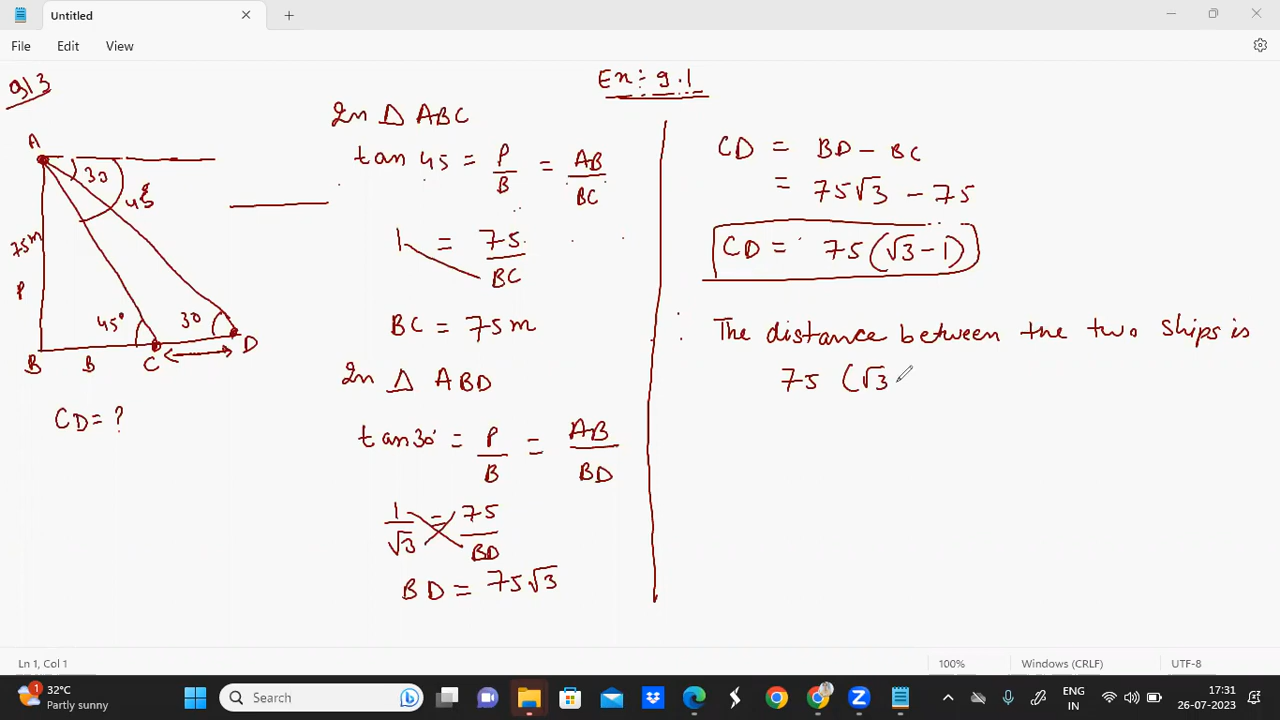 Untitled
File Edit View
Ex:- 9.1
Q13
A
30
45
75m
P
45°
30
B
B
C
D
CD = ?
In Δ ABC
tan 45 = P/B = AB/BC
1 = 75/BC
BC = 75m
In Δ ABD
tan 30° = P/B = AB/BD
1/√3 = 75/BD
BD = 75√3
CD = BD - BC
= 75√3 - 75
CD = 75(√3-1)
∴ The distance between the two ships is
75 (√3
Ln 1, Col 1
100%
Windows (CRLF)
UTF-8
1
32°C
Partly sunny
Search
ENG
IN
17:31
26-07-2023